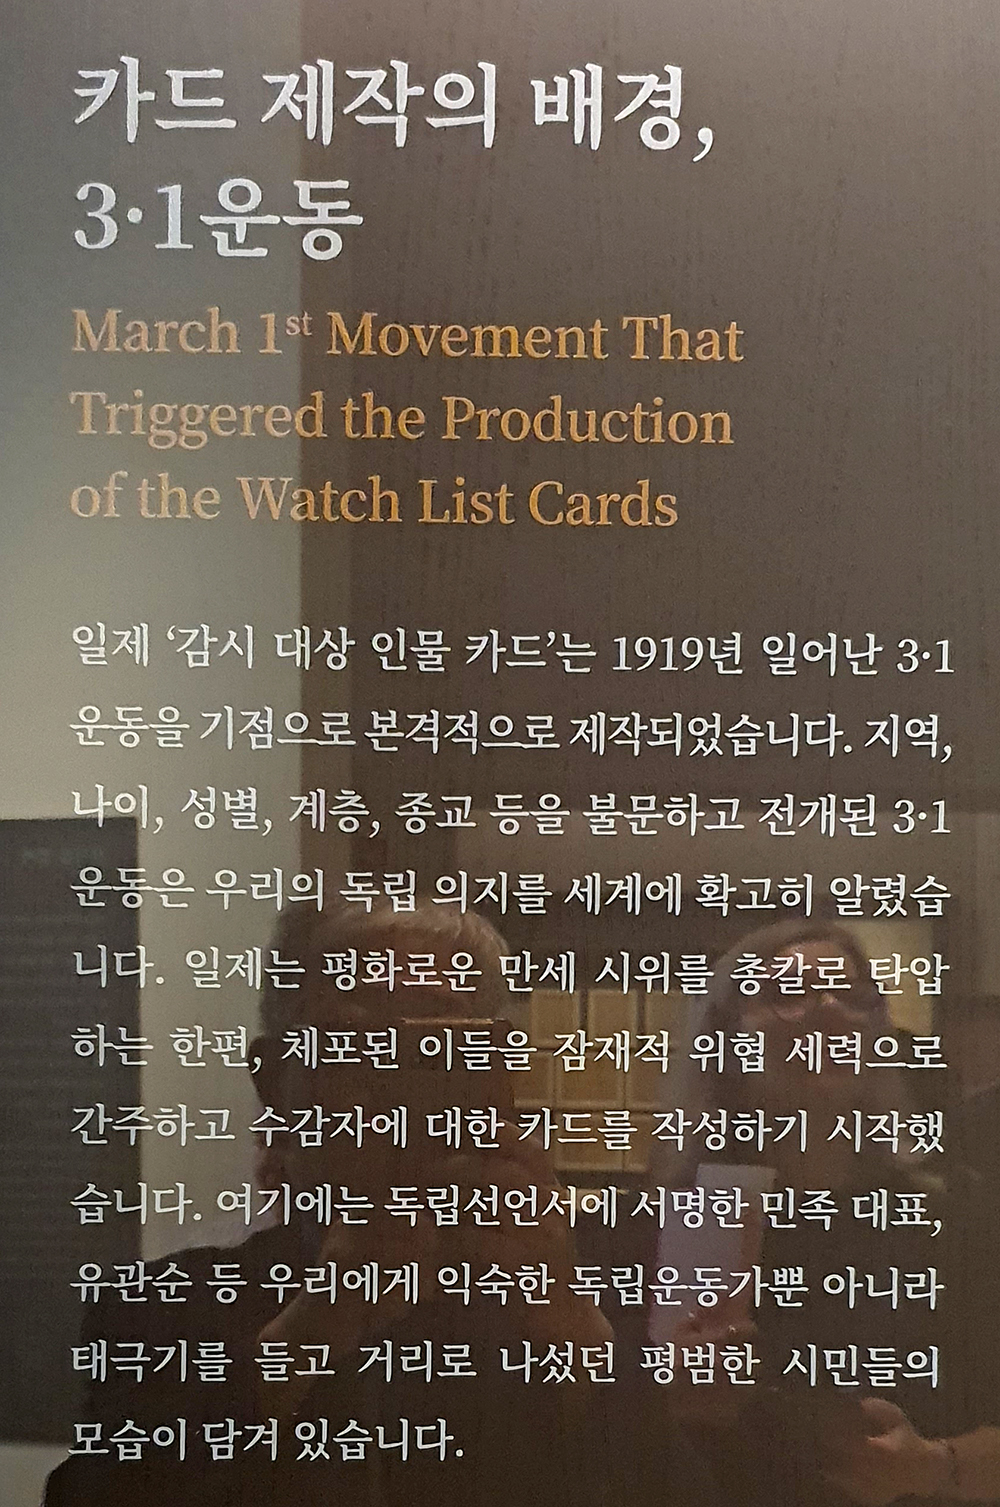 카드 제작의 배경,
3·1운동
March 1st Movement That
Triggered the Production
of the Watch List Cards
일제 ‘감시 대상 인물 카드’는 1919년 일어난 3·1
운동을 기점으로 본격적으로 제작되었습니다. 지역,
나이, 성별, 계층, 종교 등을 불문하고 전개된 3·1
운동은 우리의 독립 의지를 세계에 확고히 알렸습
니다. 일제는 평화로운 만세 시위를 총칼로 탄압
하는 한편, 체포된 이들을 잠재적 위협 세력으로
간주하고 수감자에 대한 카드를 작성하기 시작했
습니다. 여기에는 독립선언서에 서명한 민족 대표,
유관순 등 우리에게 익숙한 독립운동가뿐 아니라
태극기를 들고 거리로 나섰던 평범한 시민들의
모습이 담겨 있습니다.